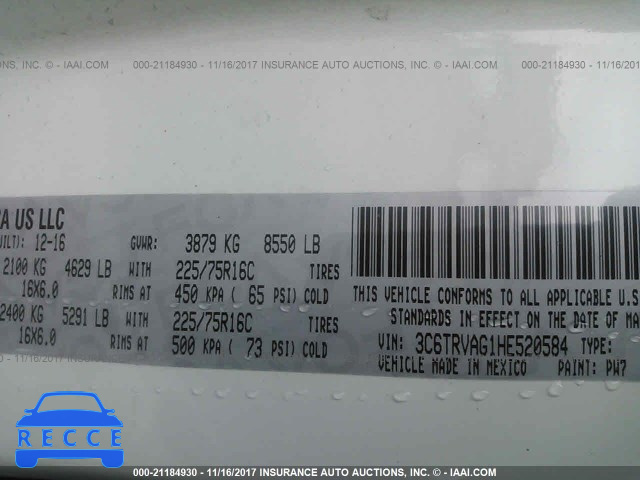 INC. - © IAAI.COM 000-21184930 - 11/16/2017 INSURANCE AUTO AUCTIONS, INC. - © IAAI.COM 000-21184930 - 11/16/2017
A US LLC
12-16 GVWR: 3879 KG 8550 LB
2100 KG 4629 LB WITH 225/75R16C TIRES
16X6.0 RIMS AT 450 KPA ( 65 PSI) COLD
2400 KG 5291 LB WITH 225/75R16C TIRES
16X6.0 RIMS AT 500 KPA ( 73 PSI) COLD
THIS VEHICLE CONFORMS TO ALL APPLICABLE U.S.
STANDARDS IN EFFECT ON THE DATE OF
VIN: 3C6TRVAG1HE520584 TYPE:
VEHICLE MADE IN MEXICO PAINT: PW7
RECCE
000-21184930 - 11/16/2017 INSURANCE AUTO AUCTIONS, INC. - © IAAI.COM